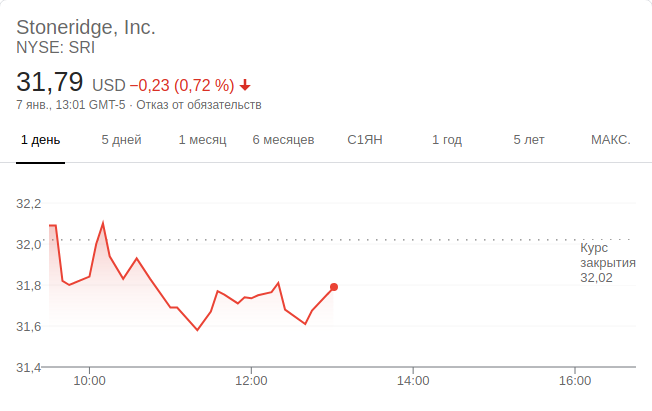 Stoneridge, Inc.
NYSE: SRI
31,79 USD −0,23 (0,72 %)
7 янв., 13:01 GMT-5 · Отказ от обязательств
1 день 5 дней 1 месяц 6 месяцев С1ЯН 1 год 5 лет МАКС.
32,2
32,0
Курс
закрытия
32,02
31,8
31,6
31,4
10:00 12:00 14:00 16:00